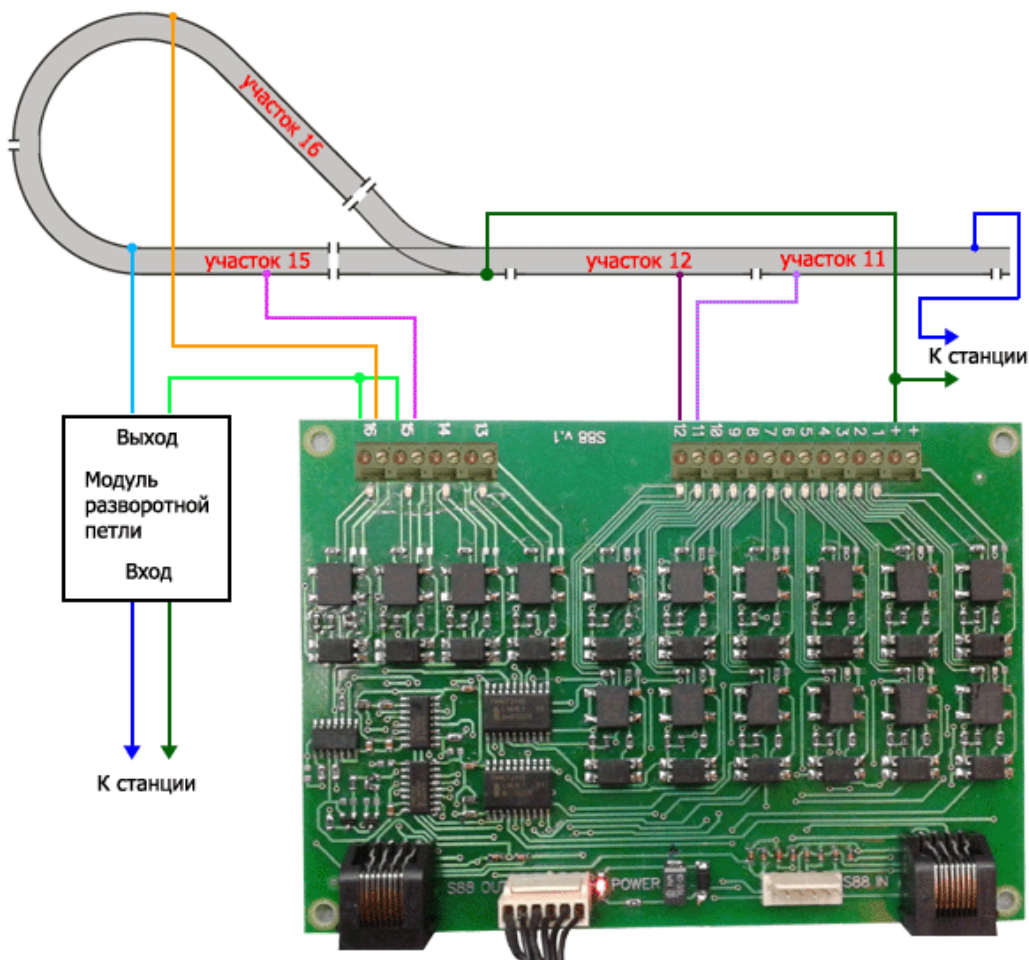 участок 16
участок 15
участок 12
участок 11
К станции
Выход
Модуль
разворотной
петли
Вход
К станции
16 15 14 13
S88 v.1
12 11 10 9 8 7 6 5 4 3 2 1 + +
S88 OUT
POWER
S88 IN